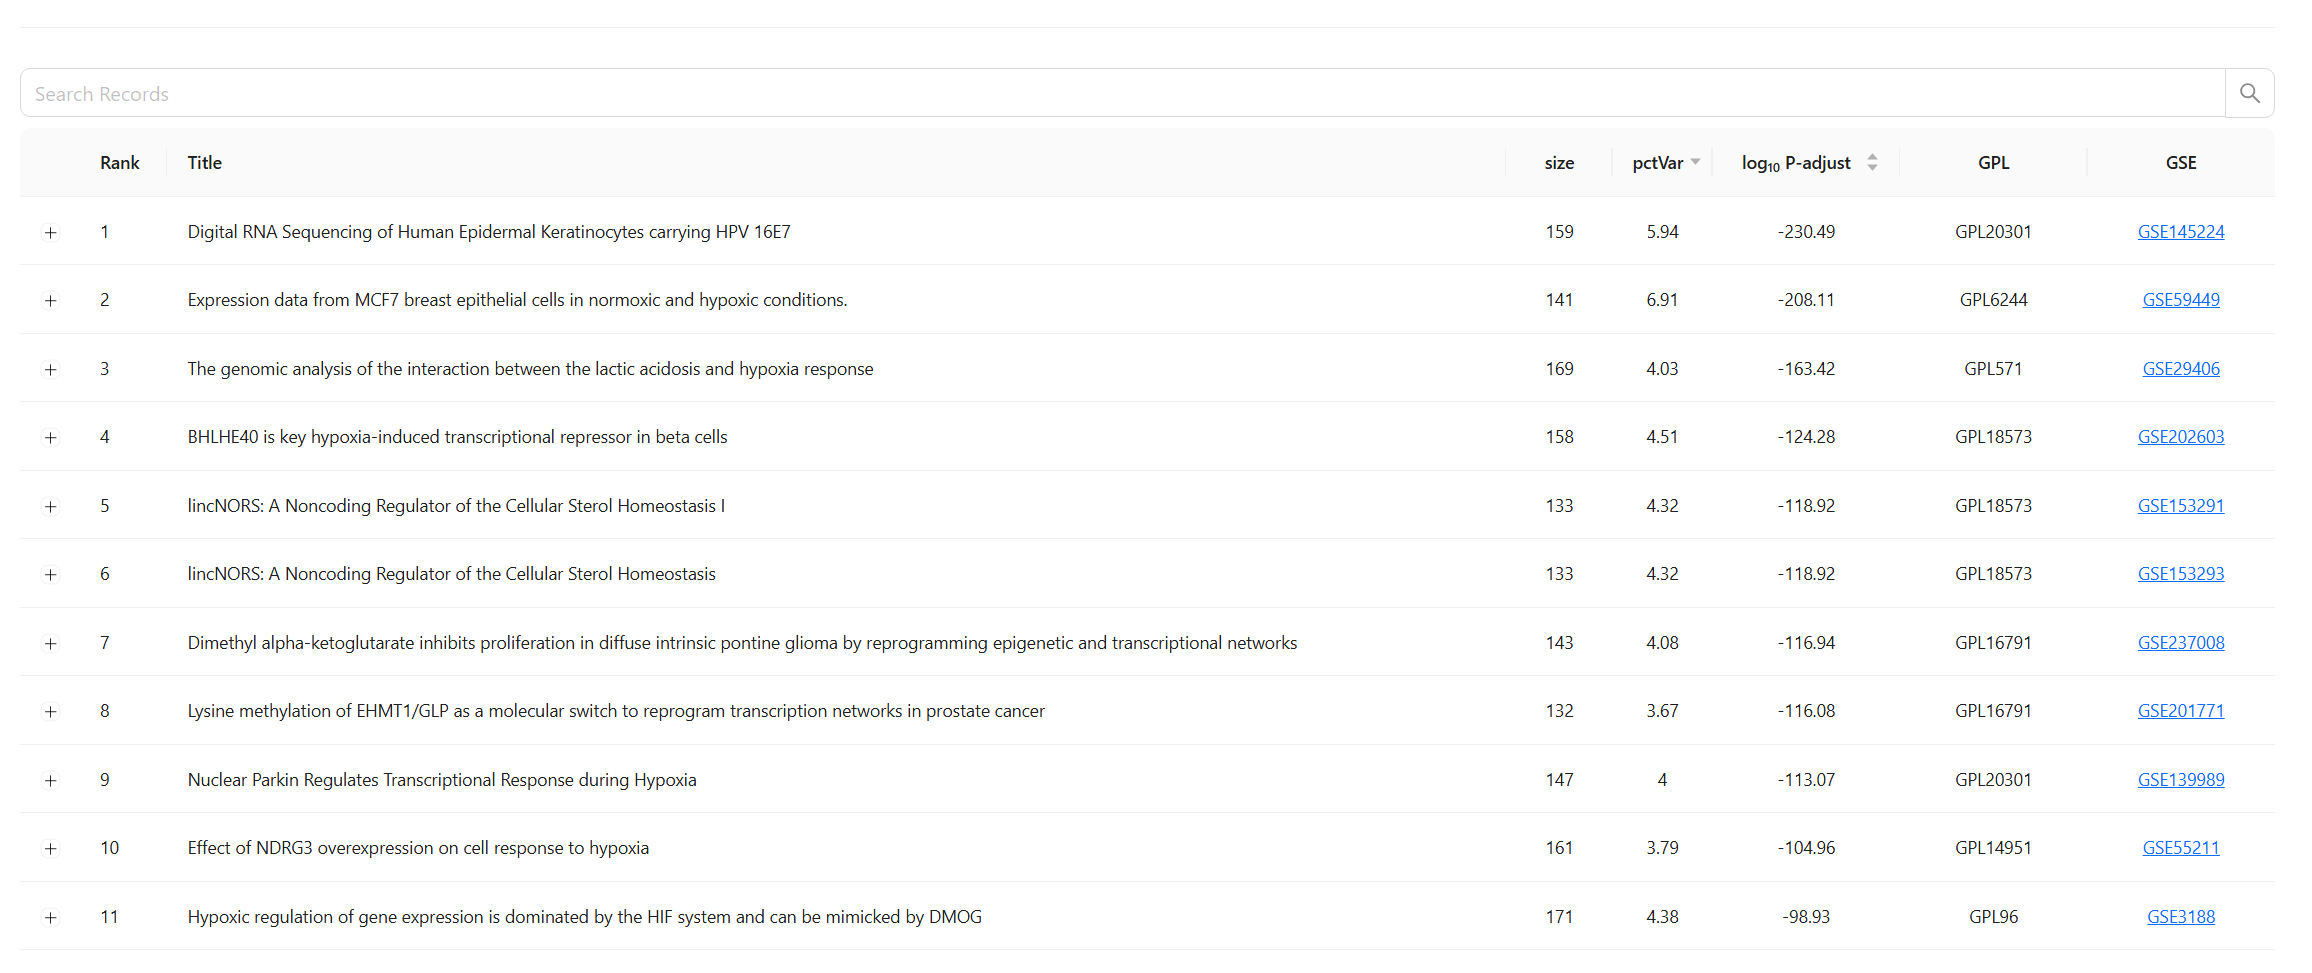 Search Records
Rank Title size pctVar log₁₀ P-adjust GPL GSE
1 Digital RNA Sequencing of Human Epidermal Keratinocytes carrying HPV 16E7 159 5.94 -230.49 GPL20301 GSE145224
2 Expression data from MCF7 breast epithelial cells in normoxic and hypoxic conditions. 141 6.91 -208.11 GPL6244 GSE59449
3 The genomic analysis of the interaction between the lactic acidosis and hypoxia response 169 4.03 -163.42 GPL571 GSE29406
4 BHLHE40 is key hypoxia-induced transcriptional repressor in beta cells 158 4.51 -124.28 GPL18573 GSE202603
5 lincNORS: A Noncoding Regulator of the Cellular Sterol Homeostasis I 133 4.32 -118.92 GPL18573 GSE153291
6 lincNORS: A Noncoding Regulator of the Cellular Sterol Homeostasis 133 4.32 -118.92 GPL18573 GSE153293
7 Dimethyl alpha-ketoglutarate inhibits proliferation in diffuse intrinsic pontine glioma by reprogramming epigenetic and transcriptional networks 143 4.08 -116.94 GPL16791 GSE237008
8 Lysine methylation of EHMT1/GLP as a molecular switch to reprogram transcription networks in prostate cancer 132 3.67 -116.08 GPL16791 GSE201771
9 Nuclear Parkin Regulates Transcriptional Response during Hypoxia 147 4 -113.07 GPL20301 GSE139989
10 Effect of NDRG3 overexpression on cell response to hypoxia 161 3.79 -104.96 GPL14951 GSE55211
11 Hypoxic regulation of gene expression is dominated by the HIF system and can be mimicked by DMOG 171 4.38 -98.93 GPL96 GSE3188